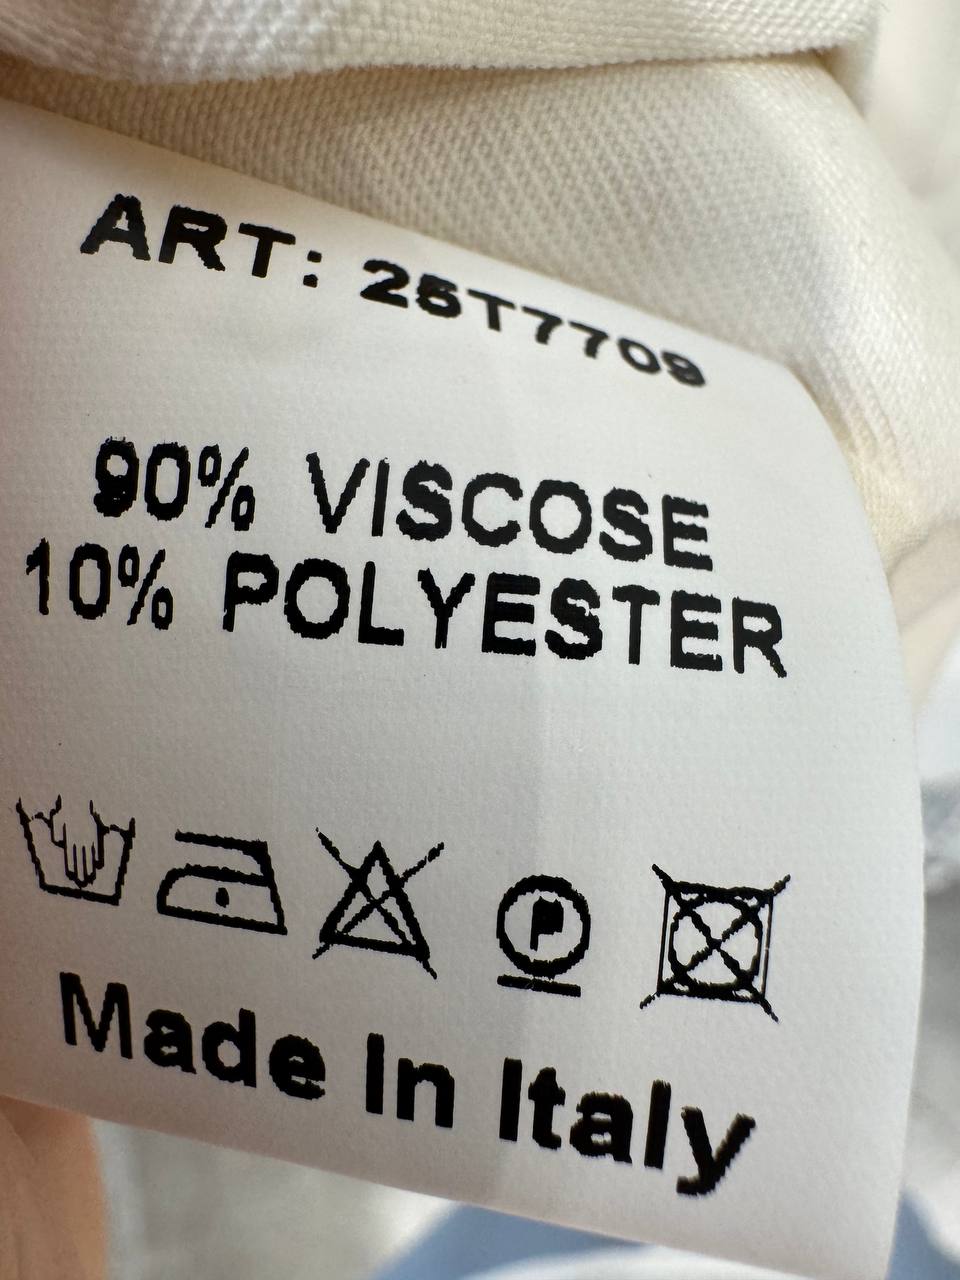 ART: 25T7709
90% VISCOSE
10% POLYESTER
P
Made In Italy